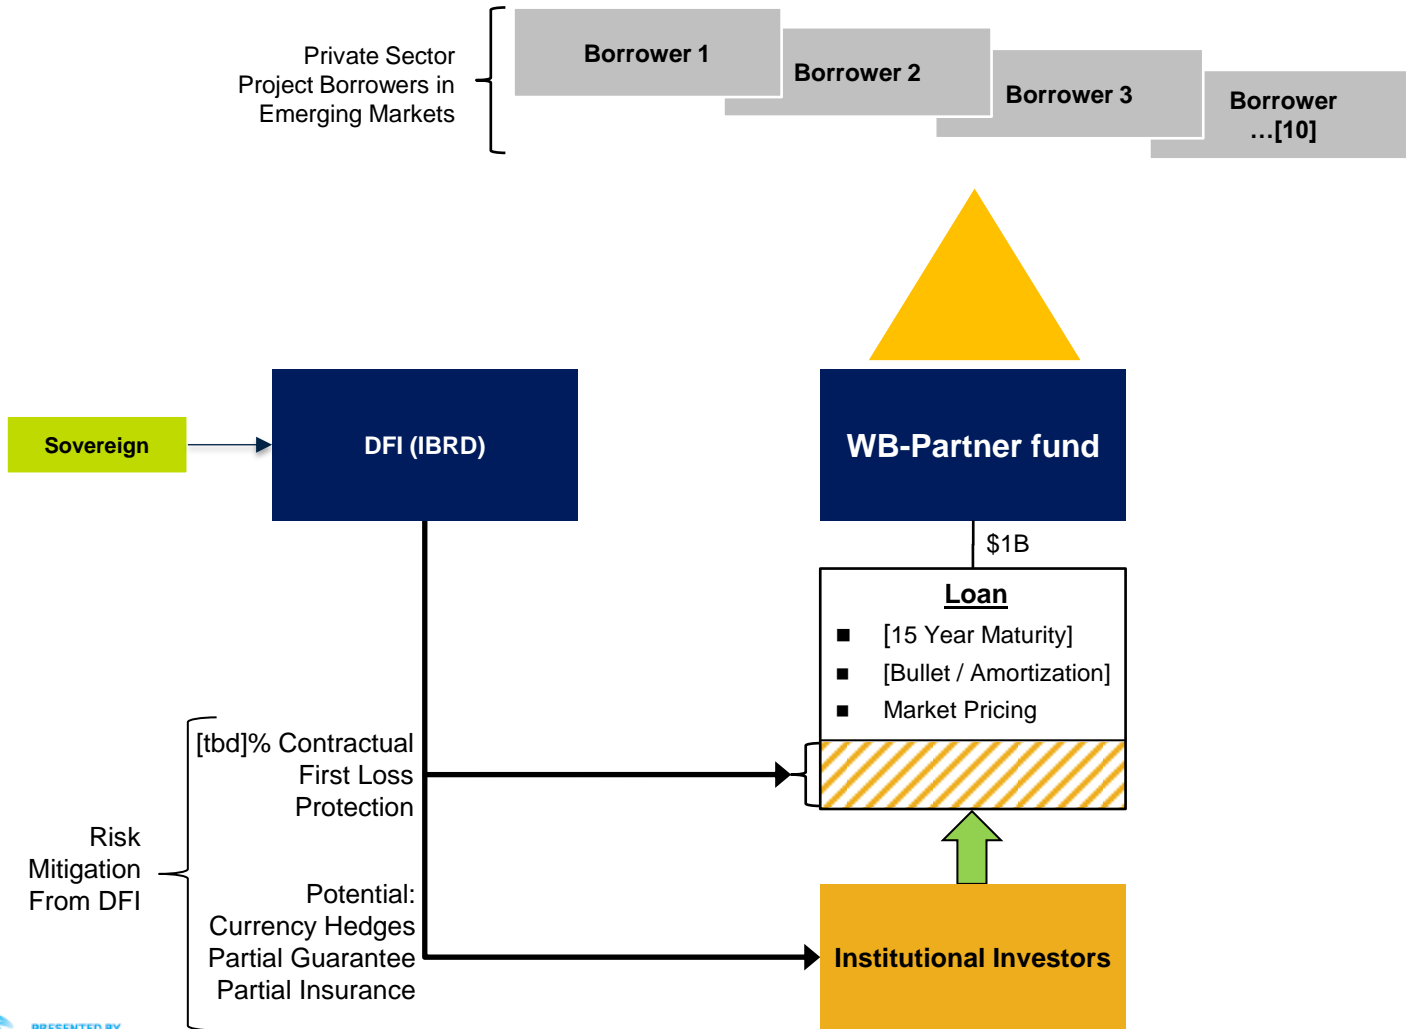 Private Sector
Project Borrowers in
Emerging Markets
Borrower 1
Borrower 2
Borrower 3
Borrower
…[10]
Sovereign
DFI (IBRD)
WB-Partner fund
$1B
Loan
■ [15 Year Maturity]
■ [Bullet / Amortization]
■ Market Pricing
[tbd]% Contractual
First Loss
Protection
Risk
Mitigation
From DFI
Potential:
Currency Hedges
Partial Guarantee
Partial Insurance
Institutional Investors
PRESENTED BY